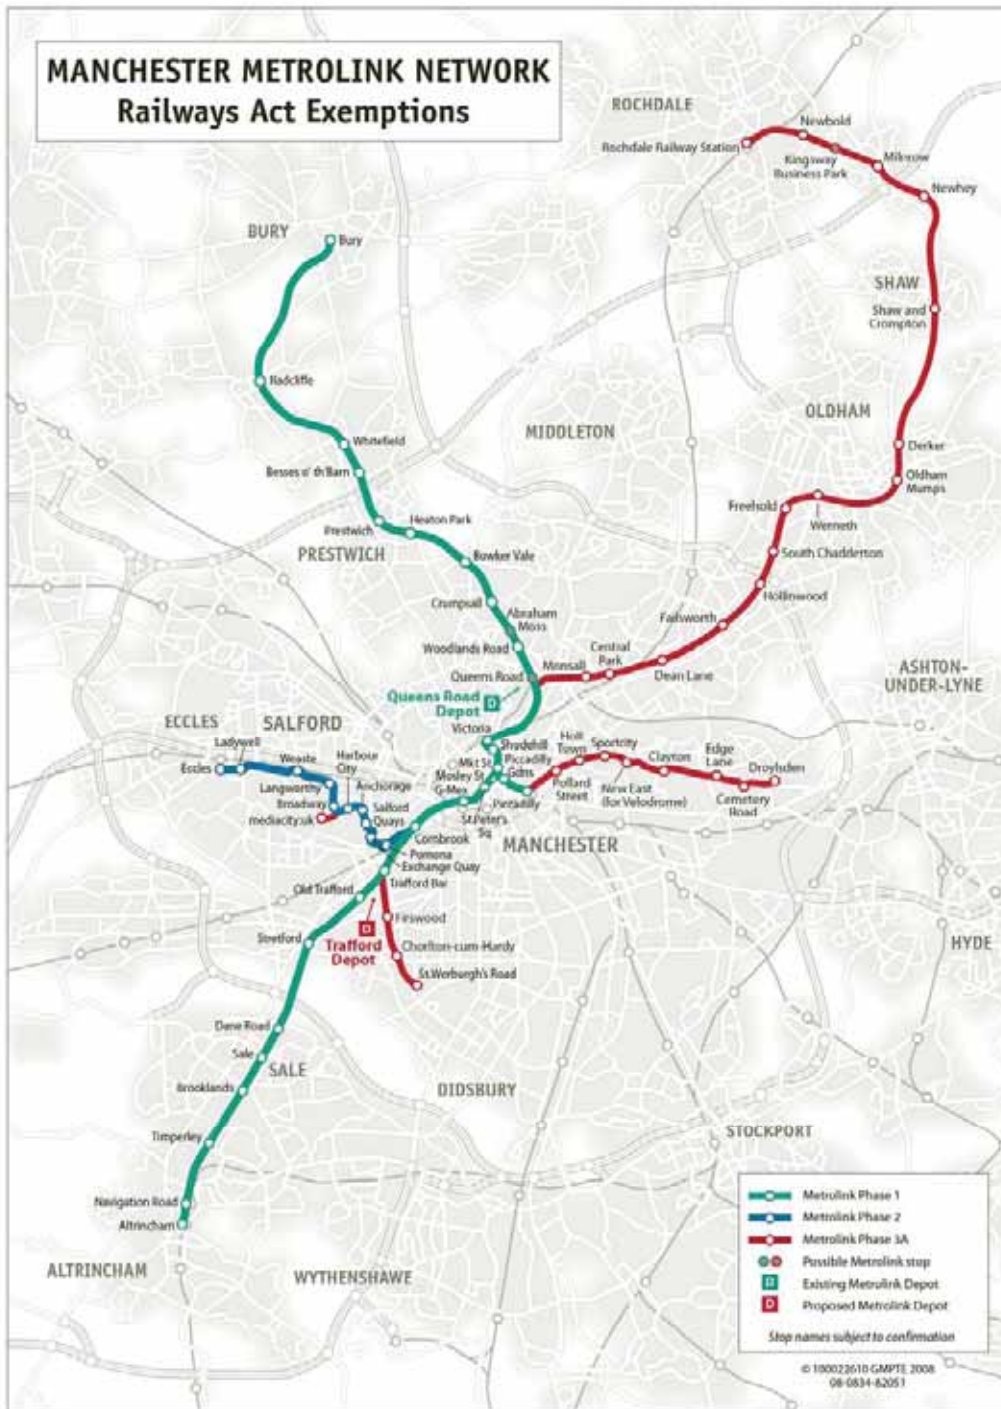 MANCHESTER METROLINK NETWORK
Railways Act Exemptions
ROCHDALE
Newbold
Rochdale Railway Station
Kingsway
Business Park
Milnrow
Newhey
BURY
Bury
SHAW
Shaw and
Crompton
Radcliffe
OLDHAM
MIDDLETON
Whitefield
Derker
Besses o' th'Barn
Oldham
Mumps
Freehold
Werneth
Prestwich
Heaton Park
PRESTWICH
South Chadderton
Bowker Vale
Hollinwood
Crumpsall
Abraham
Moss
Failsworth
Woodlands Road
Central
Park
Monsall
Dean Lane
Queens Road
ASHTON-
UNDER-LYNE
Queens Road
Depot
D
ECCLES
SALFORD
Victoria
Shudehill
Ladywell
Eccles
Weaste
Harbour
City
Langworthy
Anchorage
Broadway
mediacity:uk
Salford
Quays
Mkt St
Mosley St
G-Mex
Piccadilly
Gdns
Piccadilly
St.Peter's
Sq
Holt
Town
Sportcity
Clayton
Edge
Lane
Droylsden
Pollard
Street
New East
(for Velodrome)
Cemetery
Road
MANCHESTER
Cornbrook
Pomona
Exchange Quay
Trafford Bar
Old Trafford
Firswood
D
Trafford
Depot
Stretford
Chorlton-cum-Hardy
HYDE
St.Werburgh's Road
Dane Road
Sale
SALE
Brooklands
DIDSBURY
Timperley
STOCKPORT
Navigation Road
Altrincham
ALTRINCHAM
WYTHENSHAWE
Metrolink Phase 1
Metrolink Phase 2
Metrolink Phase 3A
Possible Metrolink stop
D Existing Metrolink Depot
D Proposed Metrolink Depot
Stop names subject to confirmation
© 100022610 GMPTE 2008
08-0834-82051